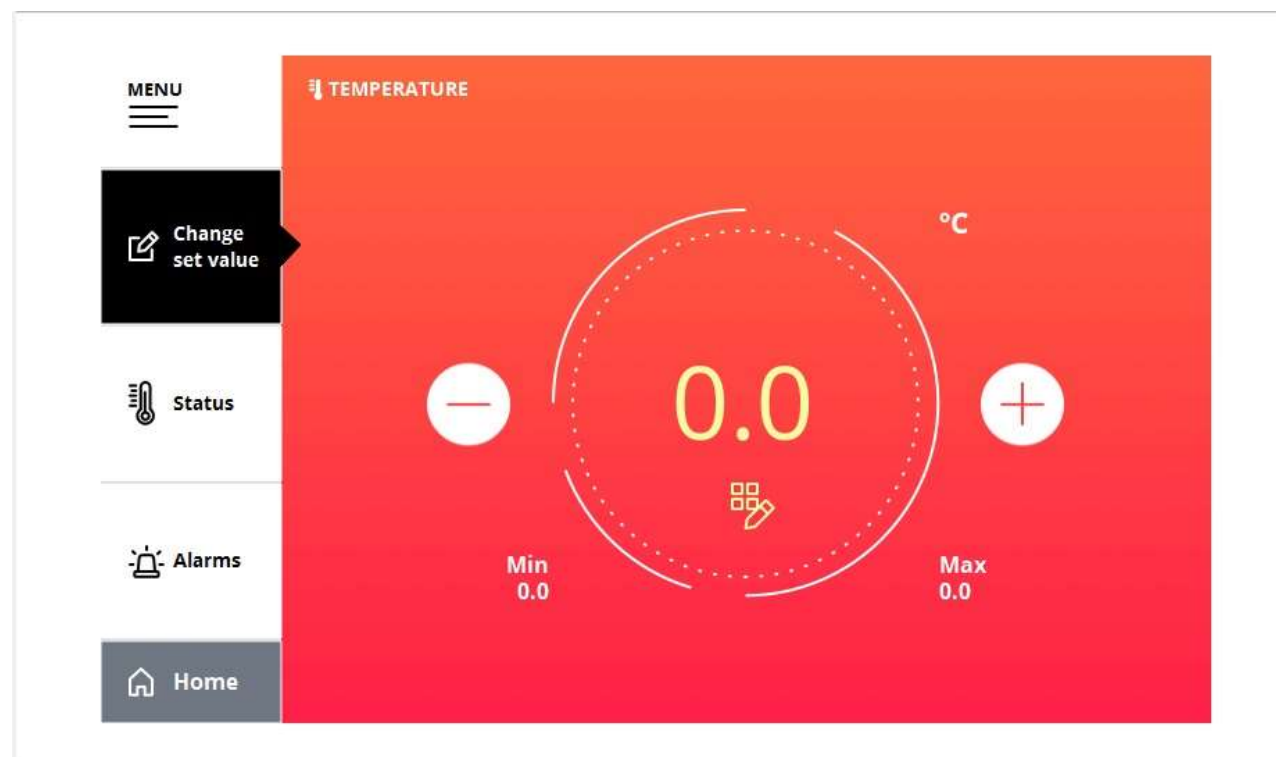 MENU
TEMPERATURE
Change
set value
°C
Status
0.0
Alarms
Min
0.0
Max
0.0
Home